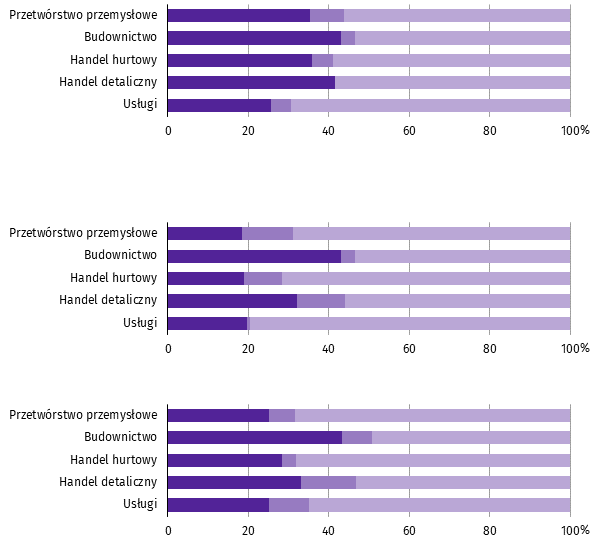 Przetwórstwo przemysłowe
Budownictwo
Handel hurtowy
Handel detaliczny
Usługi
0 20 40 60 80 100%
Przetwórstwo przemysłowe
Budownictwo
Handel hurtowy
Handel detaliczny
Usługi
0 20 40 60 80 100%
Przetwórstwo przemysłowe
Budownictwo
Handel hurtowy
Handel detaliczny
Usługi
0 20 40 60 80 100%